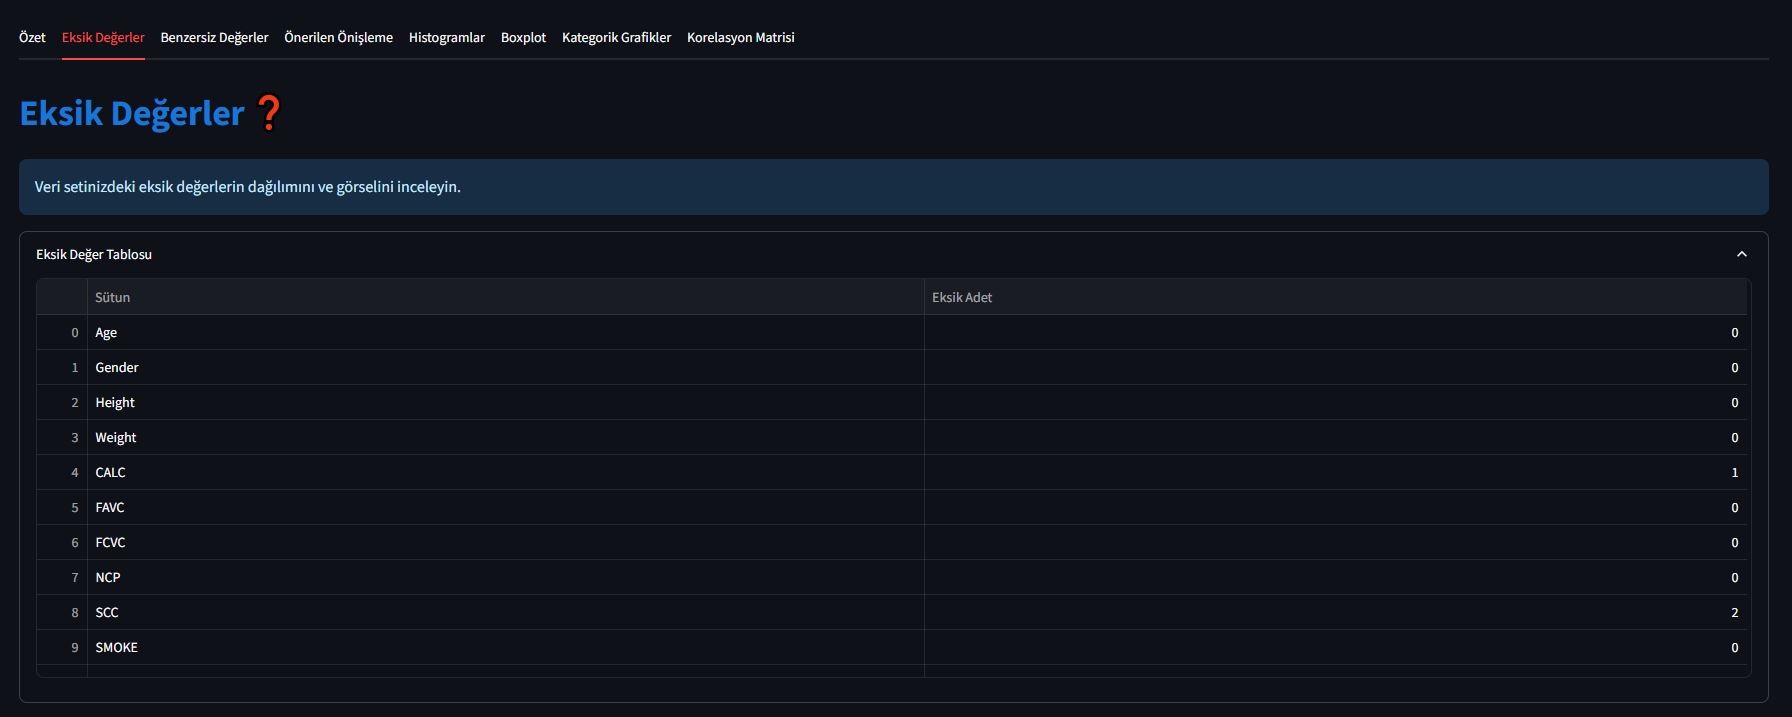 Özet Eksik Değerler Benzersiz Değerler Önerilen Önişleme Histogramlar Boxplot Kategorik Grafikler Korelasyon Matrisi
Eksik Değerler ❓
Veri setinizdeki eksik değerlerin dağılımını ve görselini inceleyin.
Eksik Değer Tablosu
Sütun Eksik Adet
0 Age 0
1 Gender 0
2 Height 0
3 Weight 0
4 CALC 1
5 FAVC 0
6 FCVC 0
7 NCP 0
8 SCC 2
9 SMOKE 0